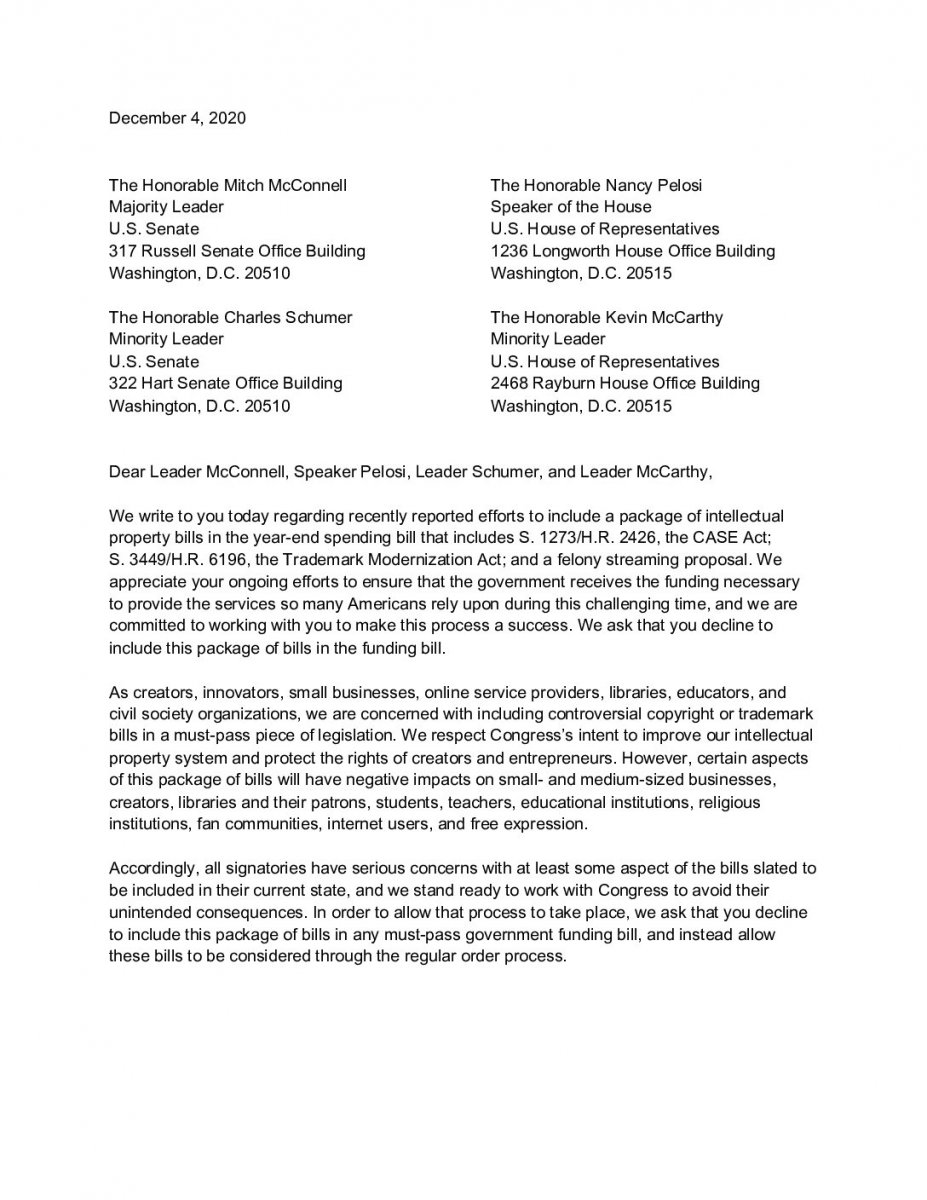 December 4, 2020
The Honorable Mitch McConnell
Majority Leader
U.S. Senate
317 Russell Senate Office Building
Washington, D.C. 20510
The Honorable Nancy Pelosi
Speaker of the House
U.S. House of Representatives
1236 Longworth House Office Building
Washington, D.C. 20515
The Honorable Charles Schumer
Minority Leader
U.S. Senate
322 Hart Senate Office Building
Washington, D.C. 20510
The Honorable Kevin McCarthy
Minority Leader
U.S. House of Representatives
2468 Rayburn House Office Building
Washington, D.C. 20515
Dear Leader McConnell, Speaker Pelosi, Leader Schumer, and Leader McCarthy,
We write to you today regarding recently reported efforts to include a package of intellectual
property bills in the year-end spending bill that includes S. 1273/H.R. 2426, the CASE Act;
S. 3449/H.R. 6196, the Trademark Modernization Act; and a felony streaming proposal. We
appreciate your ongoing efforts to ensure that the government receives the funding necessary
to provide the services so many Americans rely upon during this challenging time, and we are
committed to working with you to make this process a success. We ask that you decline to
include this package of bills in the funding bill.
As creators, innovators, small businesses, online service providers, libraries, educators, and
civil society organizations, we are concerned with including controversial copyright or trademark
bills in a must-pass piece of legislation. We respect Congress’s intent to improve our intellectual
property system and protect the rights of creators and entrepreneurs. However, certain aspects
of this package of bills will have negative impacts on small- and medium-sized businesses,
creators, libraries and their patrons, students, teachers, educational institutions, religious
institutions, fan communities, internet users, and free expression.
Accordingly, all signatories have serious concerns with at least some aspect of the bills slated to
be included in their current state, and we stand ready to work with Congress to avoid their
unintended consequences. In order to allow that process to take place, we ask that you decline
to include this package of bills in any must-pass government funding bill, and instead allow
these bills to be considered through the regular order process.